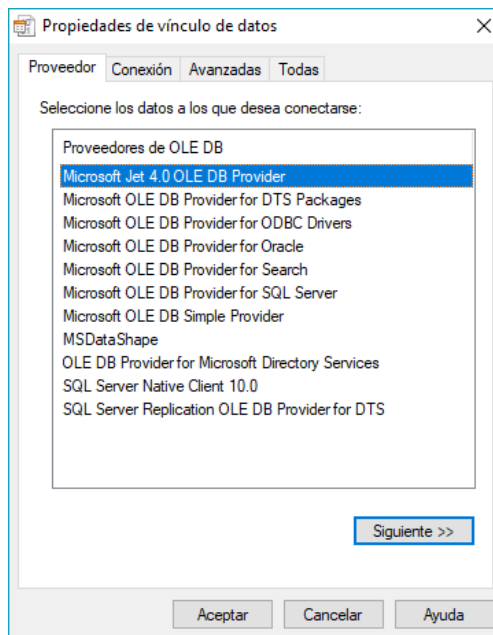 Propiedades de vínculo de datos
Proveedor Conexión Avanzadas Todas
Seleccione los datos a los que desea conectarse:
Proveedores de OLE DB
Microsoft Jet 4.0 OLE DB Provider
Microsoft OLE DB Provider for DTS Packages
Microsoft OLE DB Provider for ODBC Drivers
Microsoft OLE DB Provider for Oracle
Microsoft OLE DB Provider for Search
Microsoft OLE DB Provider for SQL Server
Microsoft OLE DB Simple Provider
MSDataShape
OLE DB Provider for Microsoft Directory Services
SQL Server Native Client 10.0
SQL Server Replication OLE DB Provider for DTS
Siguiente >>
Aceptar Cancelar Ayuda